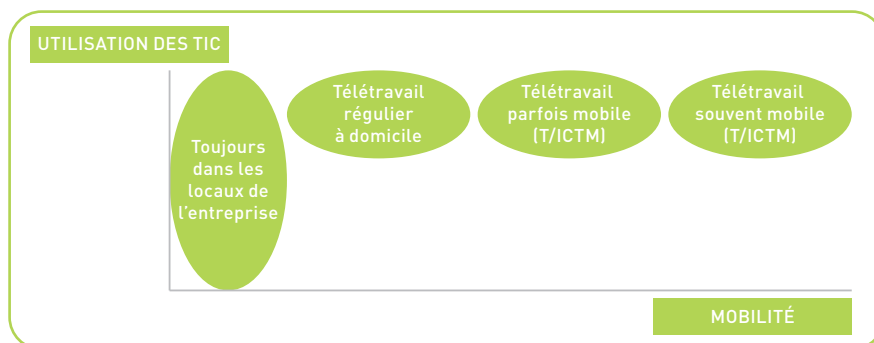 UTILISATION DES TIC
Toujours
dans les
locaux de
l'entreprise
Télétravail
régulier
à domicile
Télétravail
parfois mobile
(T/ICTM)
Télétravail
souvent mobile
(T/ICTM)
MOBILITÉ